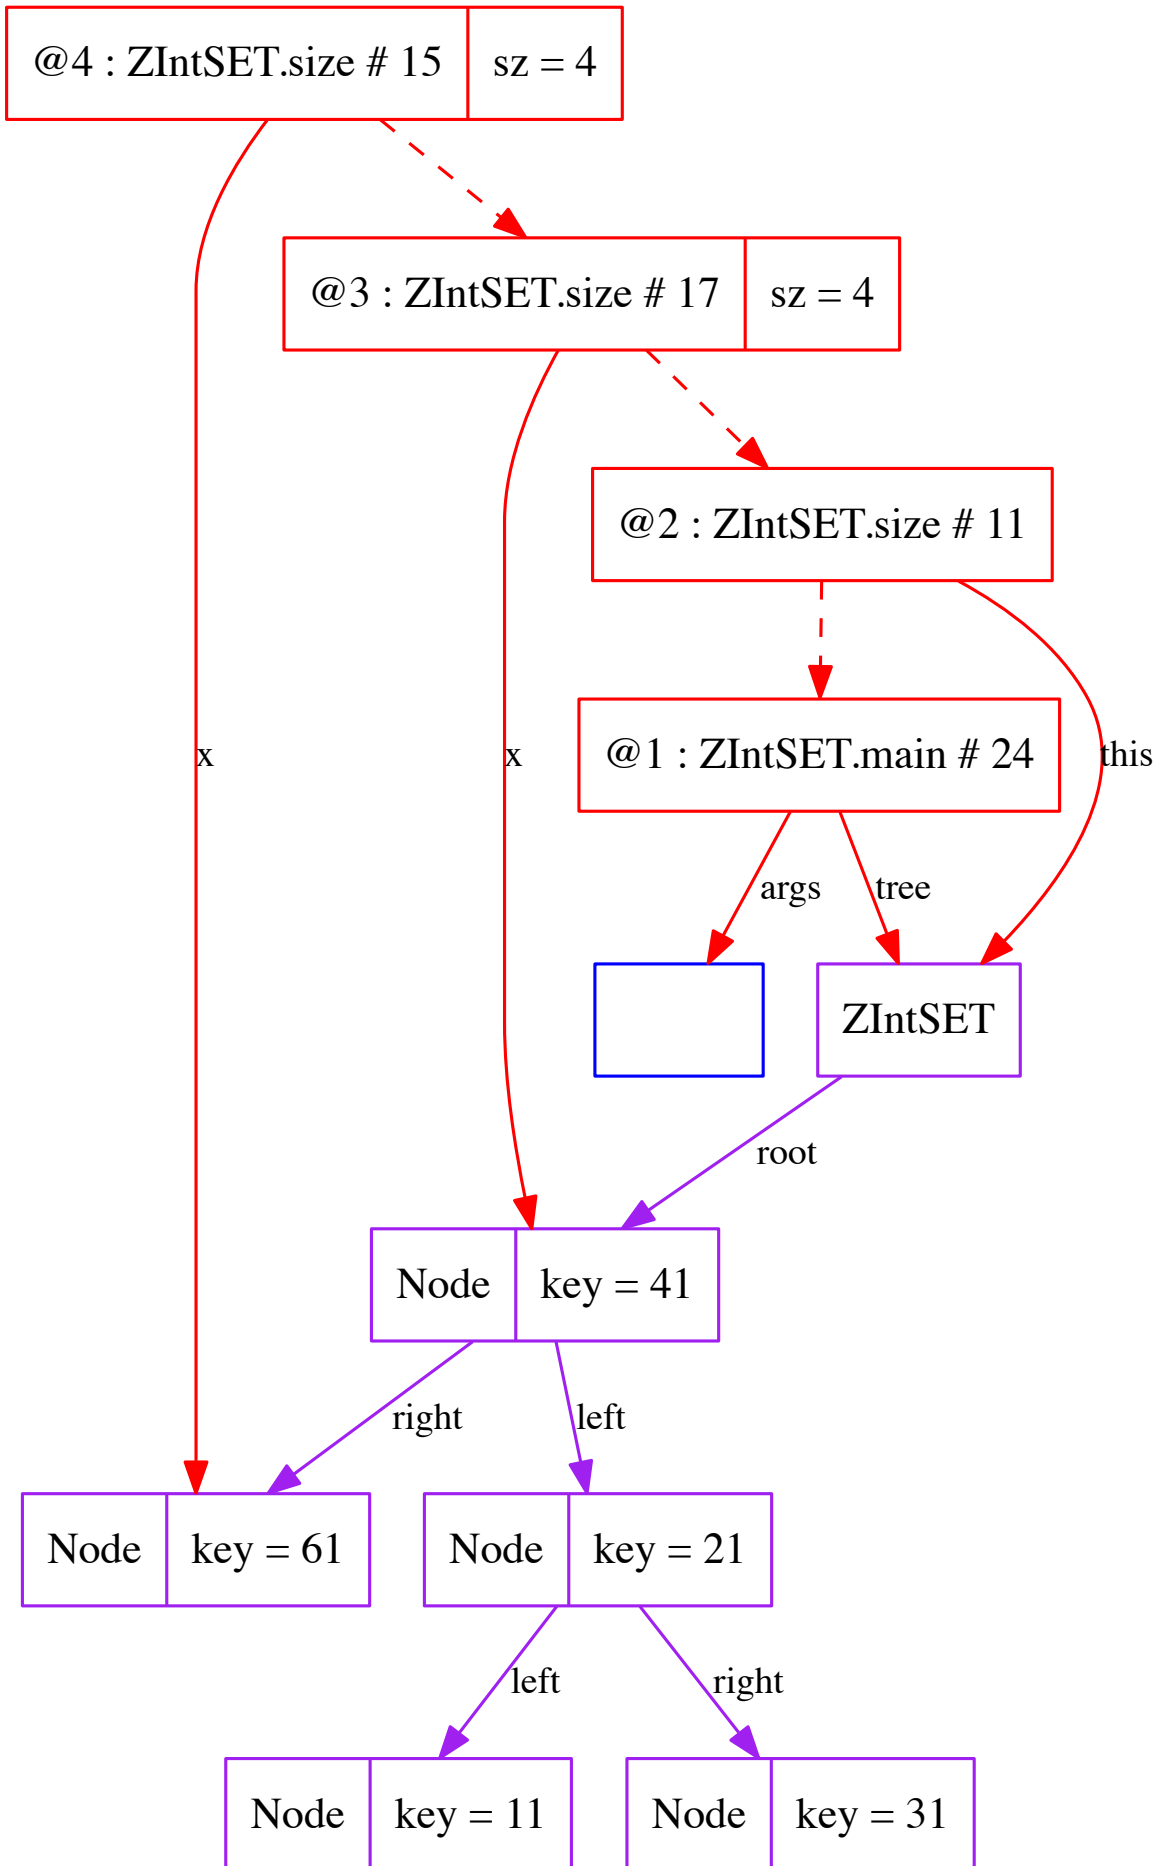 @4 : ZIntSET.size # 15 sz = 4
@3 : ZIntSET.size # 17 sz = 4
@2 : ZIntSET.size # 11
@1 : ZIntSET.main # 24
x
x
this
args
tree
ZIntSET
root
Node key = 41
right
left
Node key = 61
Node key = 21
left
right
Node key = 11
Node key = 31